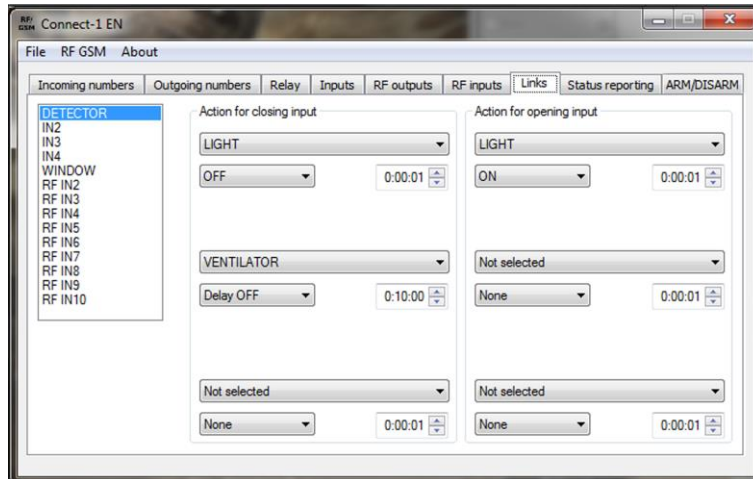 RF/
GSM Connect-1 EN
File RF GSM About
Incoming numbers Outgoing numbers Relay Inputs RF outputs RF inputs Links Status reporting ARM/DISARM
DETECTOR
IN2
IN3
IN4
WINDOW
RF IN2
RF IN3
RF IN4
RF IN5
RF IN6
RF IN7
RF IN8
RF IN9
RF IN10
Action for closing input
LIGHT
OFF 0:00:01
VENTILATOR
Delay OFF 0:10:00
Not selected
None 0:00:01
Action for opening input
LIGHT
ON 0:00:01
Not selected
None 0:00:01
Not selected
None 0:00:01